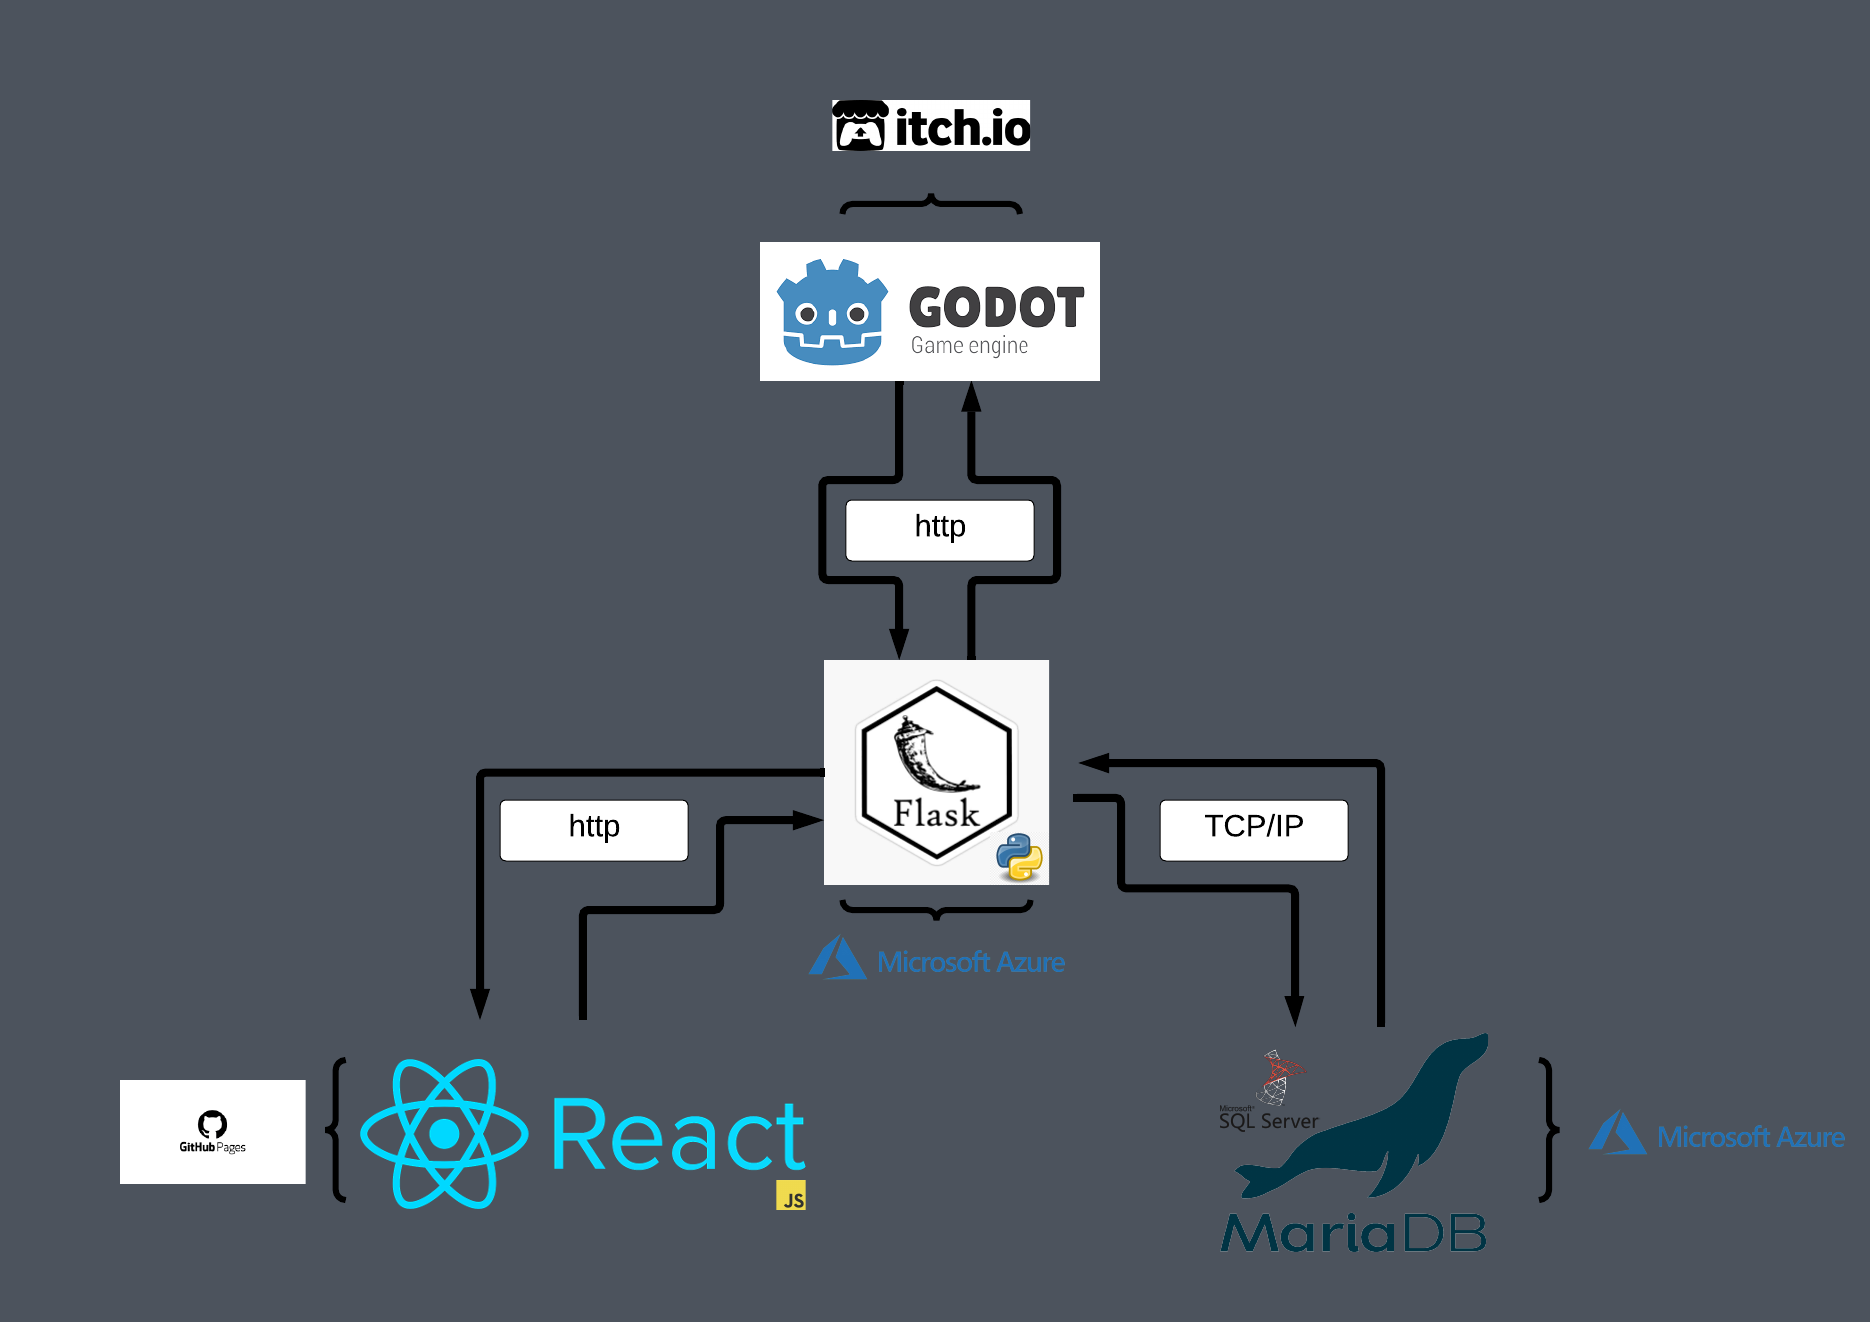 itch.io
GODOT
Game engine
http
Flask
http
TCP/IP
Microsoft Azure
GitHub Pages
React
JS
Microsoft
SQL Server
MariaDB
Microsoft Azure